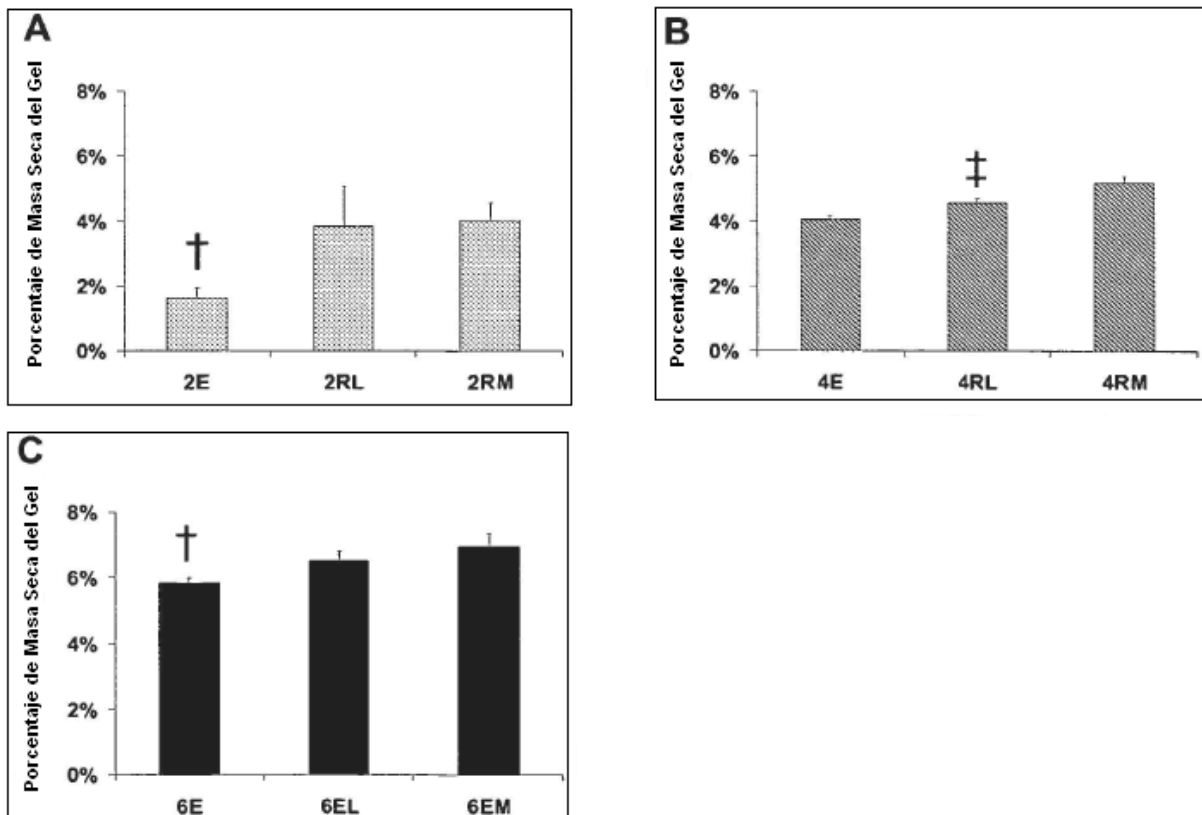 A
Porcentaje de Masa Seca del Gel
8%
6%
4%
2%
0%
†
2E 2RL 2RM
B
Porcentaje de Masa Seca del Gel
8%
6%
4%
2%
0%
‡
4E 4RL 4RM
C
Porcentaje de Masa Seca del Gel
8%
6%
4%
2%
0%
†
6E 6EL 6EM